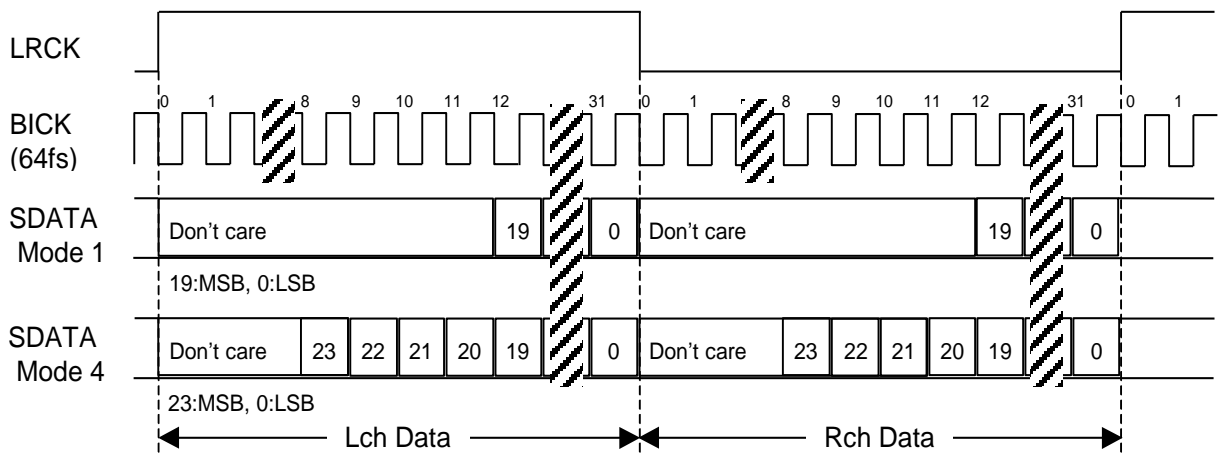 LRCK
0 1 8 9 10 11 12 31 0 1 8 9 10 11 12 31 0 1
BICK
(64fs)
SDATA
Mode 1
Don't care 19 0 Don't care 19 0
19:MSB, 0:LSB
SDATA
Mode 4
Don't care 23 22 21 20 19 0 Don't care 23 22 21 20 19 0
23:MSB, 0:LSB
Lch Data Rch Data